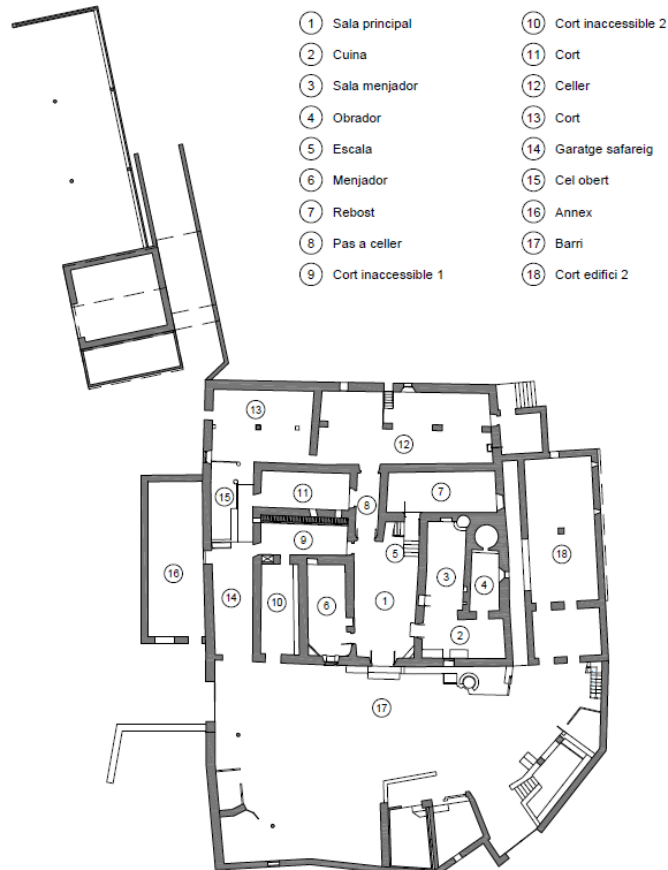 1 Sala principal
2 Cuina
3 Sala menjador
4 Obrador
5 Escala
6 Menjador
7 Rebost
8 Pas a celler
9 Cort inaccessible 1
10 Cort inaccessible 2
11 Cort
12 Celler
13 Cort
14 Garatge safareig
15 Cel obert
16 Annex
17 Barri
18 Cort edifici 2
13
12
11
7
15
8
9
5
3
18
4
16
14
10
6
1
2
17